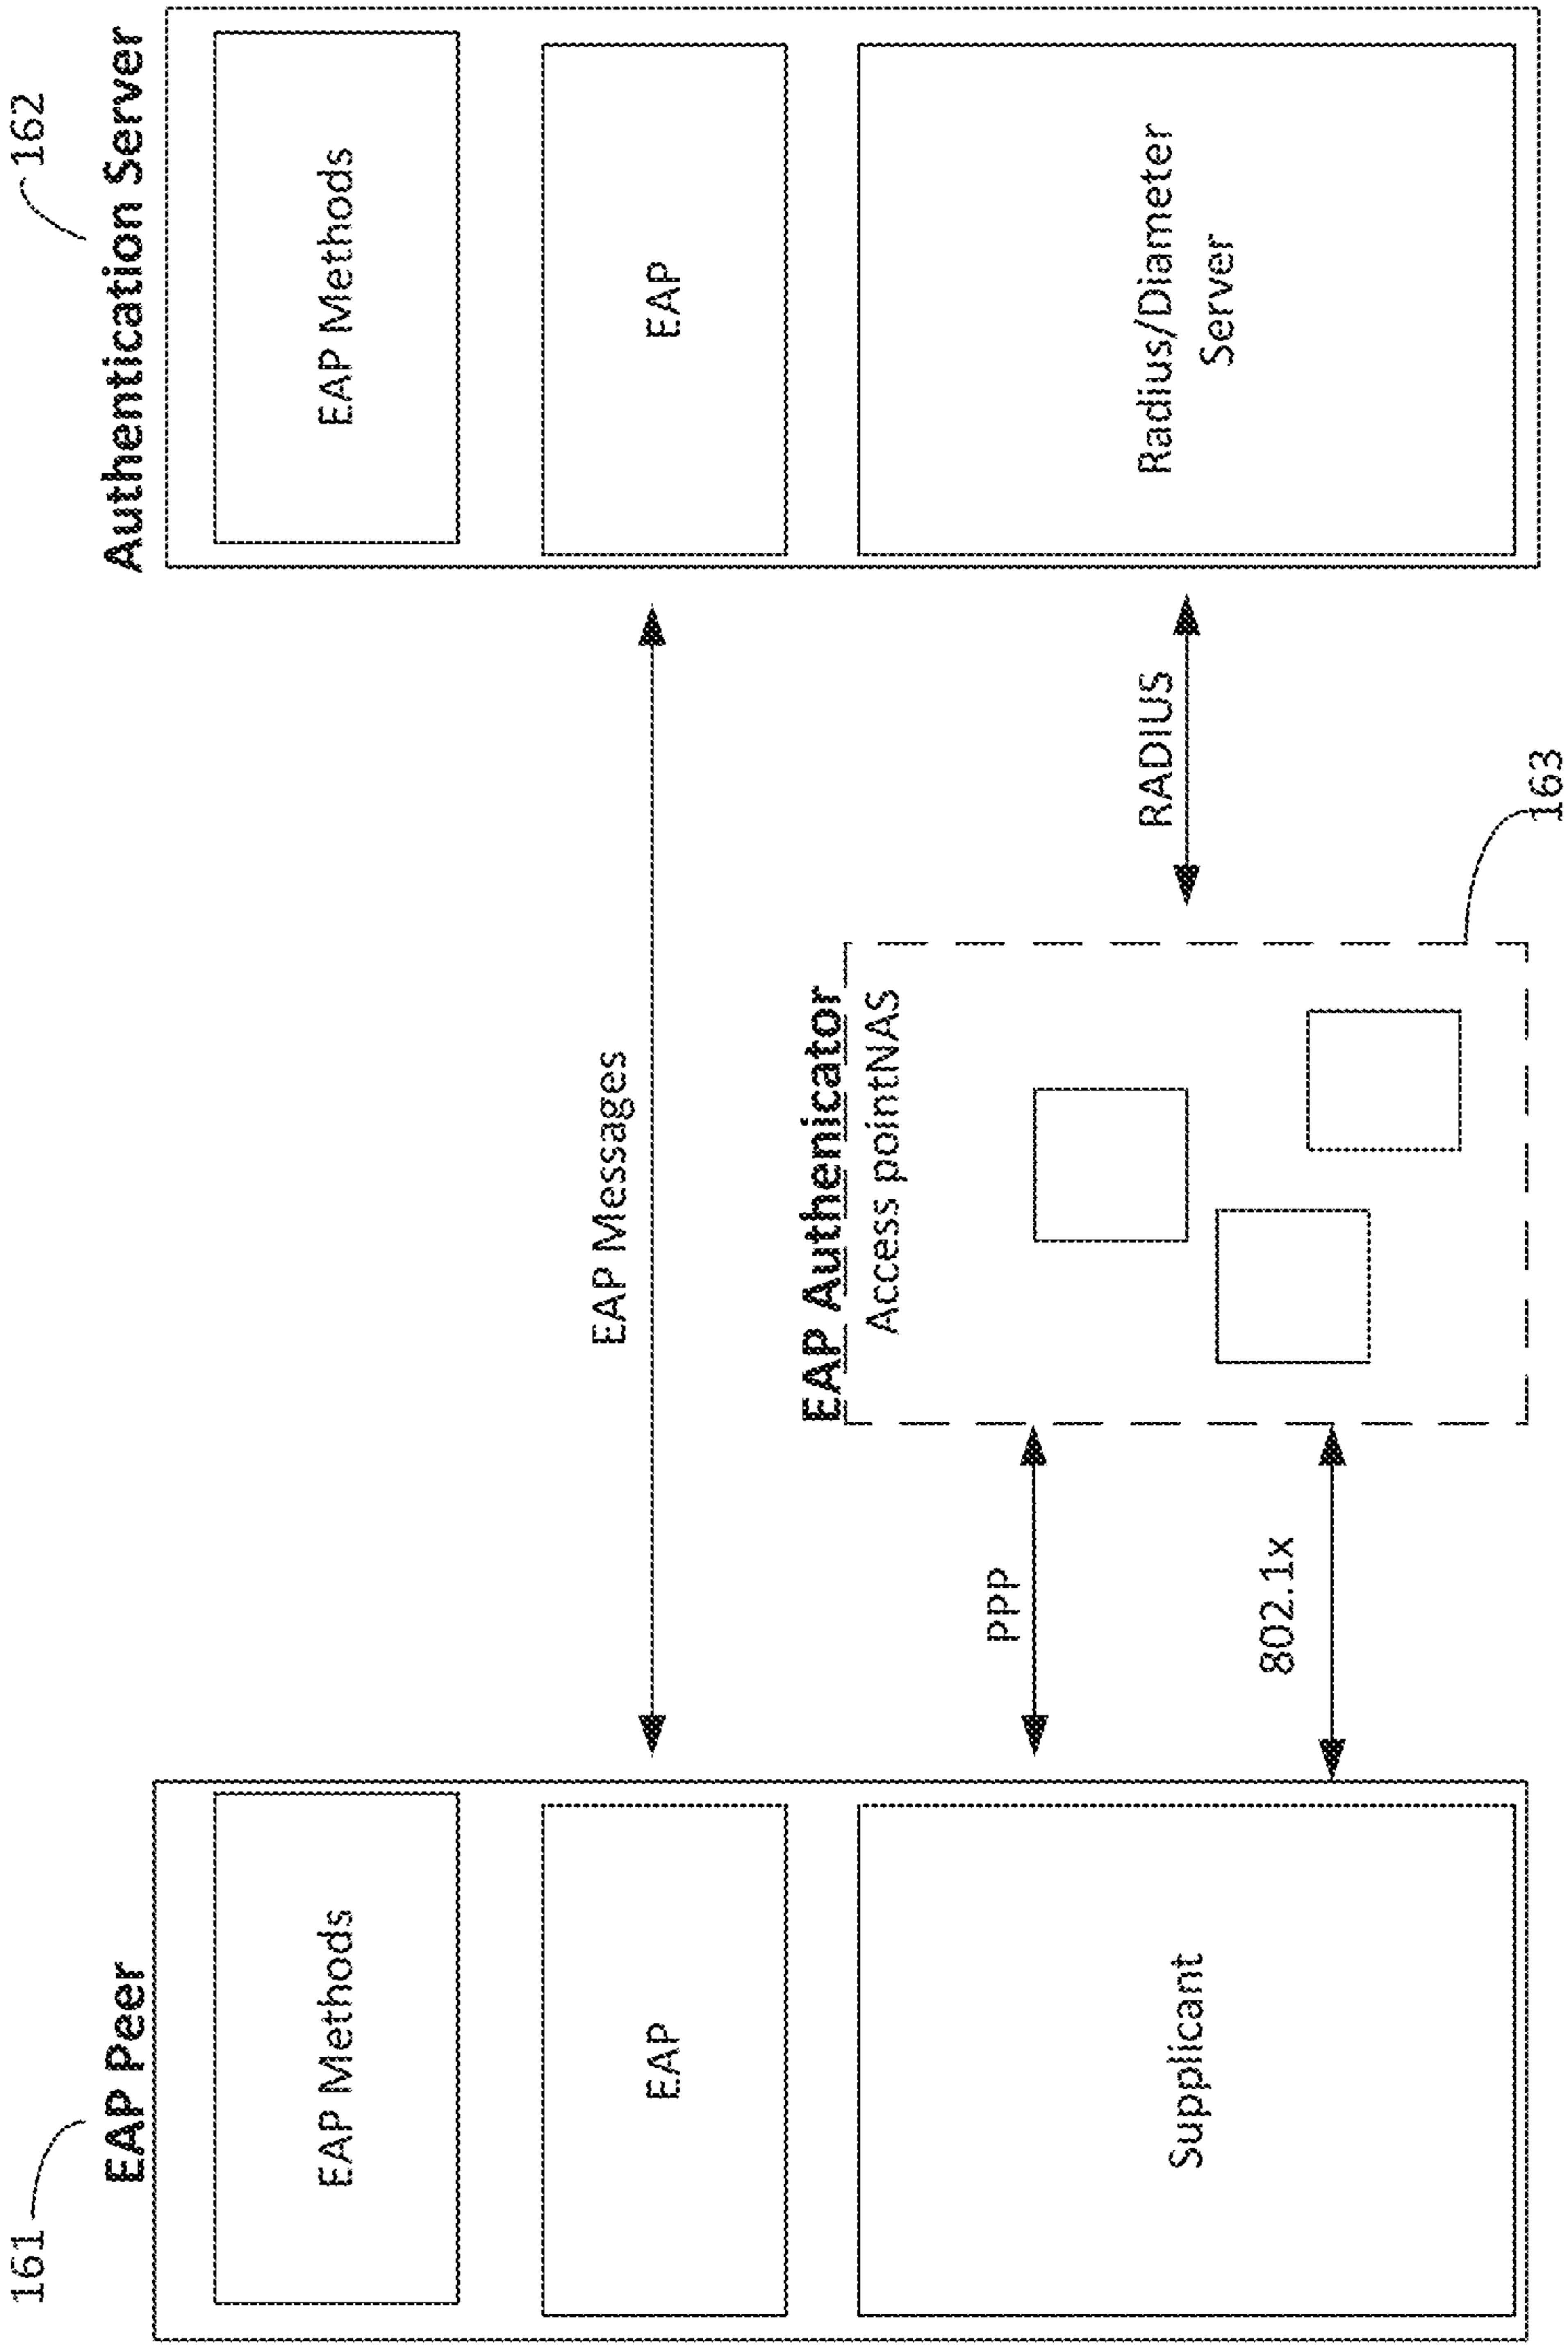 161
EAP Peer
EAP Methods
EAP
Supplicant
EAP Messages
PPP
802.1x
EAP Authenicator
Access pointNAS
163
RADIUS
162
Authentication Server
EAP Methods
EAP
Radius/Diameter
Server